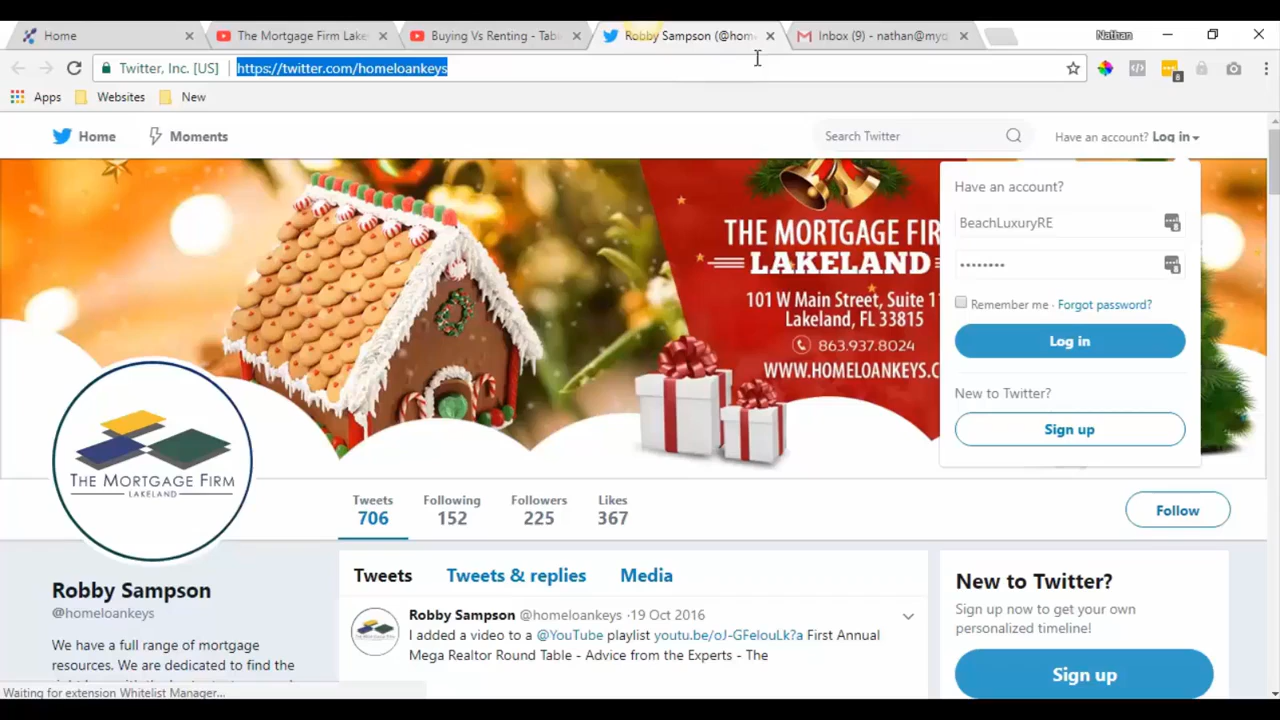 Home
The Mortgage Firm Lake
Buying Vs Renting - Tab
Robby Sampson (@hom
Inbox (9) - nathan@myd
Nathan
Twitter, Inc. [US]
https://twitter.com/homeloankeys
8
Apps
Websites
New
Home
Moments
Search Twitter
Have an account? Log in
THE MORTGAGE FIR
LAKELAND
101 W Main Street, Suite 11
Lakeland, FL 33815
863.937.8024
WWW.HOMELOANKEYS.C
Have an account?
BeachLuxuryRE
Remember me · Forgot password?
Log in
New to Twitter?
Sign up
THE MORTGAGE FIRM
LAKELAND
Tweets
706
Following
152
Followers
225
Likes
367
Follow
Robby Sampson
@homeloankeys
We have a full range of mortgage
resources. We are dedicated to find the
Tweets
Tweets & replies
Media
Robby Sampson @homeloankeys · 19 Oct 2016
I added a video to a @YouTube playlist youtu.be/oJ-GFelouLk?a First Annual
Mega Realtor Round Table - Advice from the Experts - The
New to Twitter?
Sign up now to get your own
personalized timeline!
Sign up
Waiting for extension Whitelist Manager...